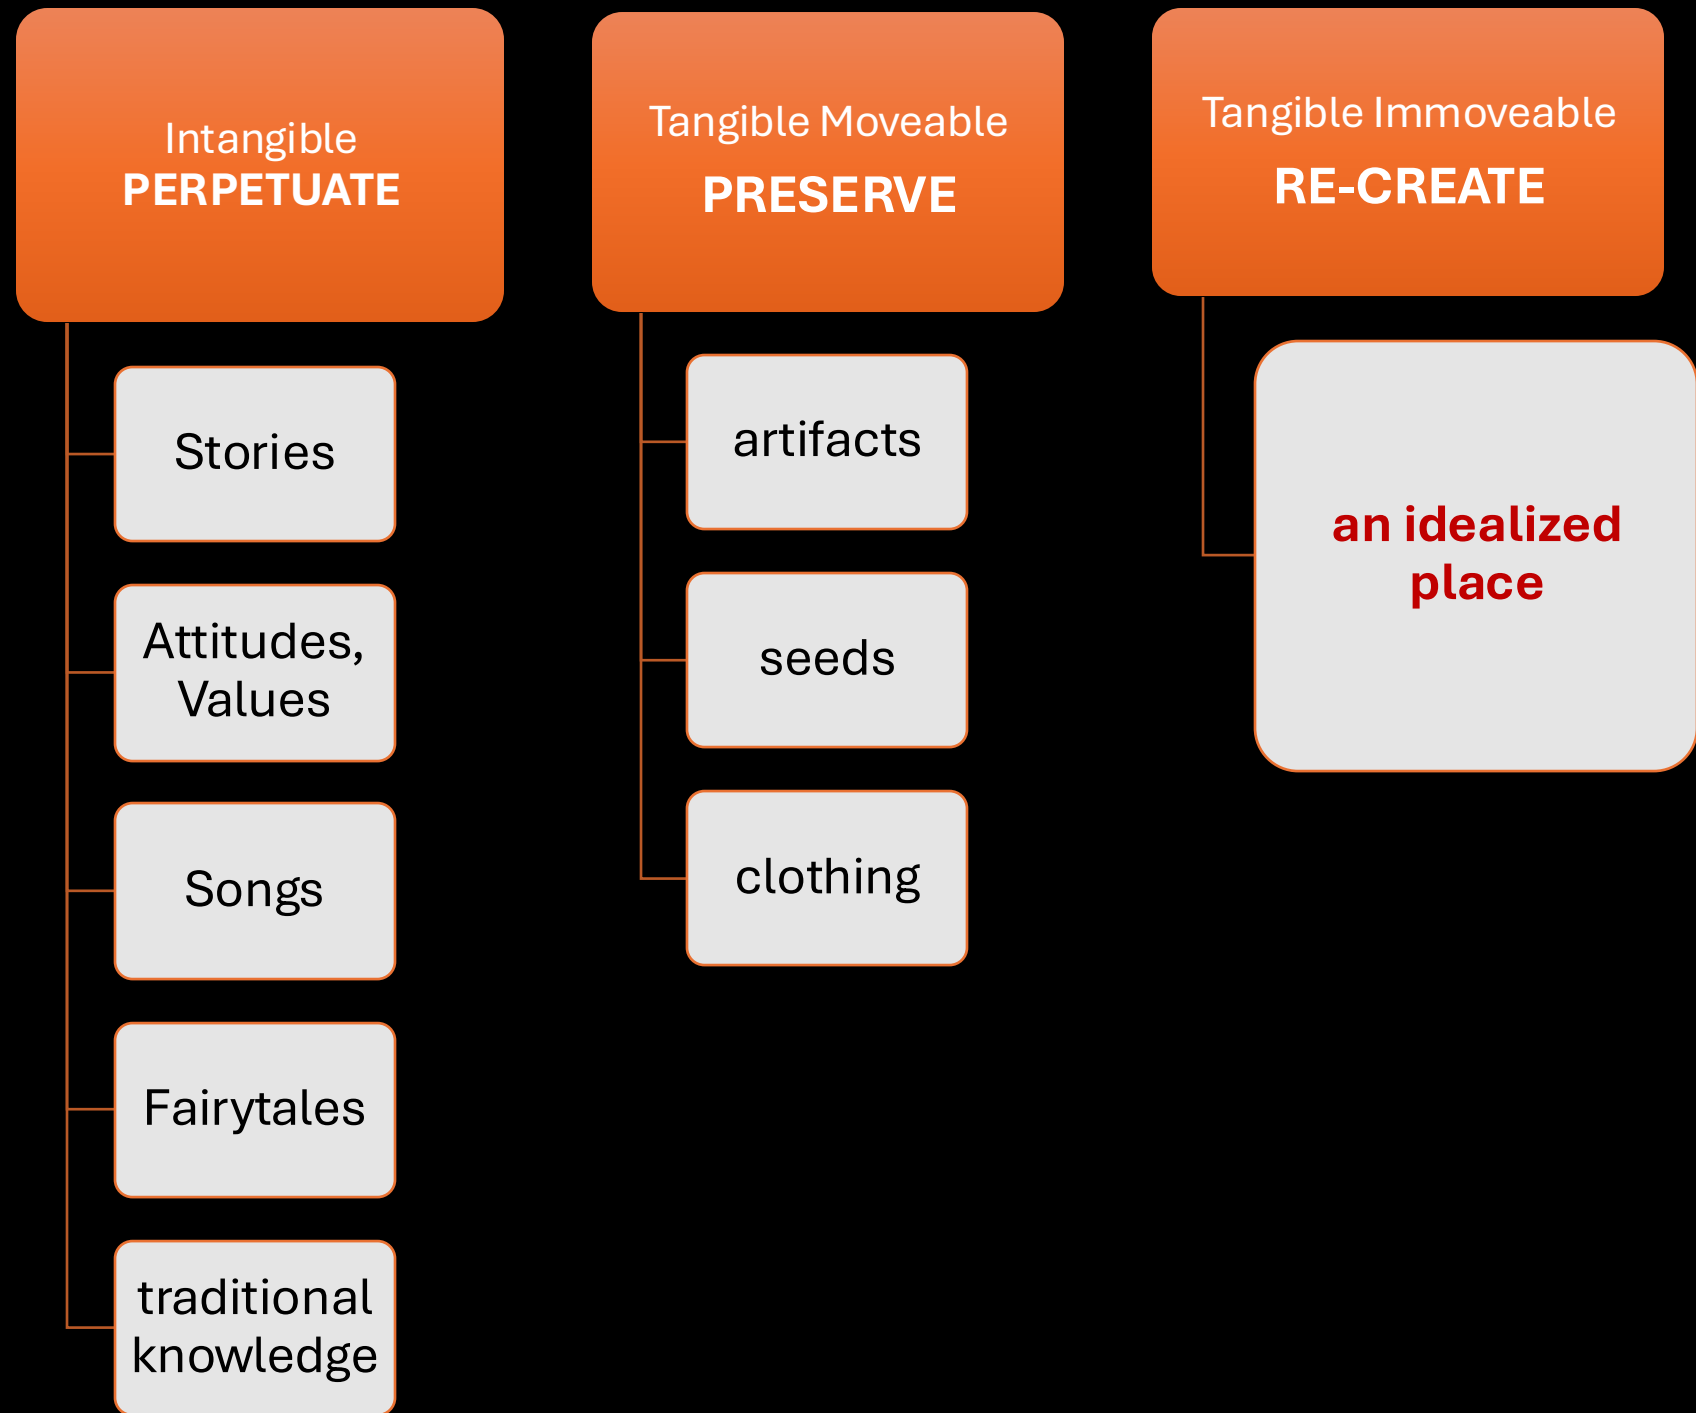 Intangible
PERPETUATE
Stories
Attitudes,
Values
Songs
Fairytales
traditional
knowledge
Tangible Moveable
PRESERVE
artifacts
seeds
clothing
Tangible Immoveable
RE-CREATE
an idealized
place